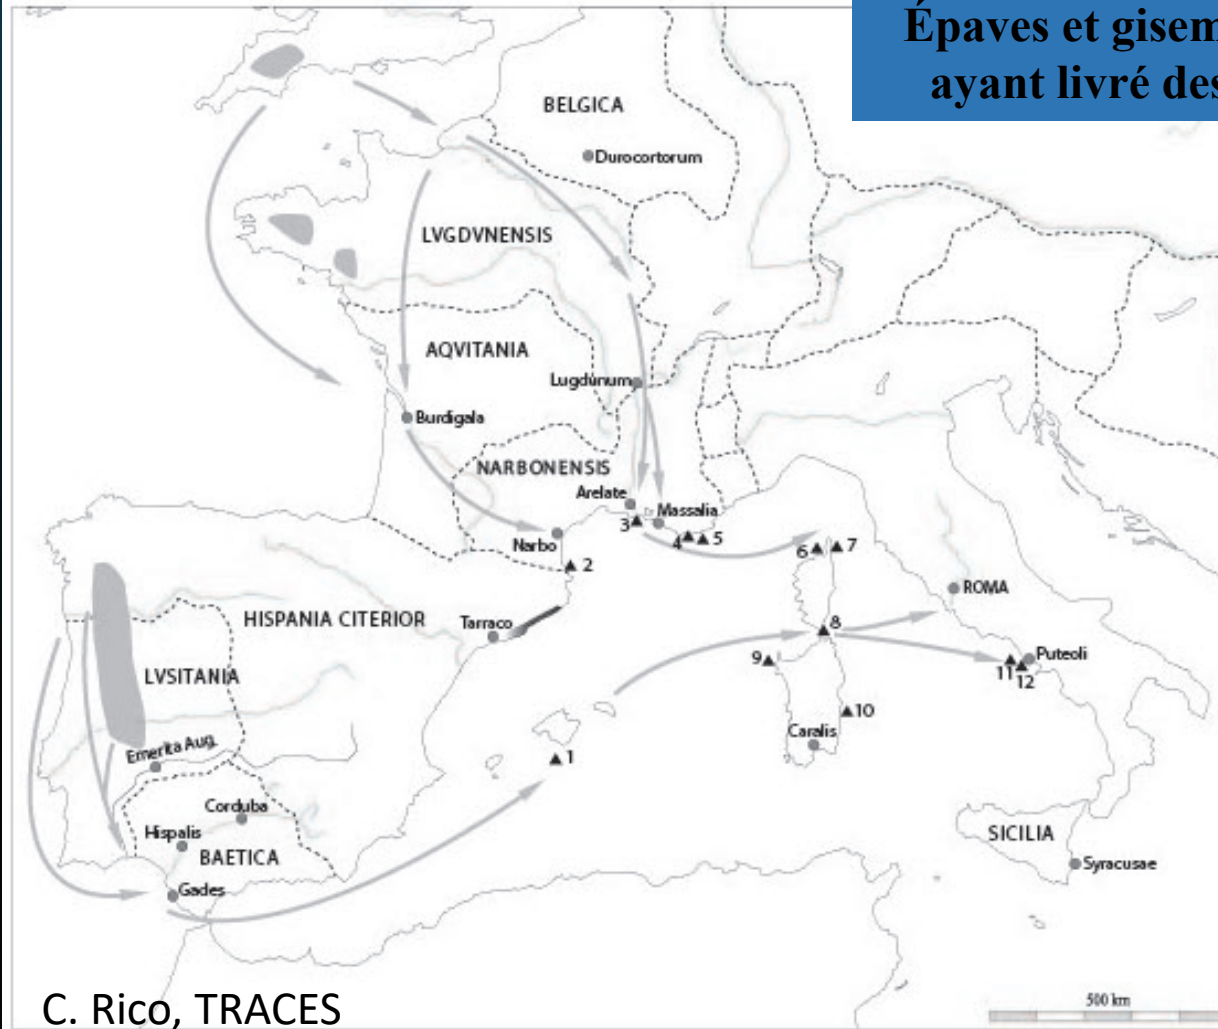 Épaves et gisem
ayant livré des
BELGICA
Durocortorum
LVGDVNENSIS
AQVITANIA
Lugdunum
Burdigala
NARBONENSIS
Arelate
Massalia
3
4
5
Narbo
2
6
7
ROMA
HISPANIA CITERIOR
Tarraco
8
LVSITANIA
9
Puteoli
11
12
10
Caralis
Emerita Aug.
1
Corduba
Hispalis
BAETICA
SICILIA
Syracusae
Gades
C. Rico, TRACES
500 km